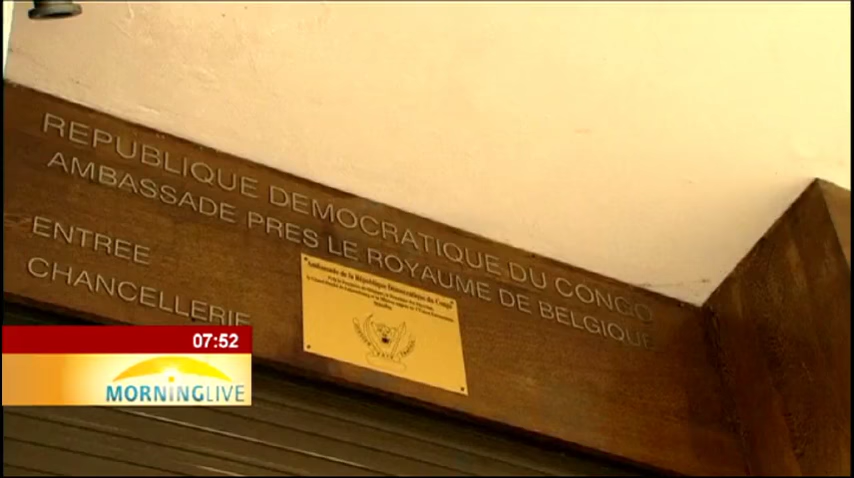 REPUBLIQUE DEMOCRATIQUE DU CONGO
AMBASSADE PRES LE ROYAUME DE BELGIQUE
ENTREE
CHANCELLERIE
Ambassade de la République Démocratique du Congo
07:52
MORNINGLIVE